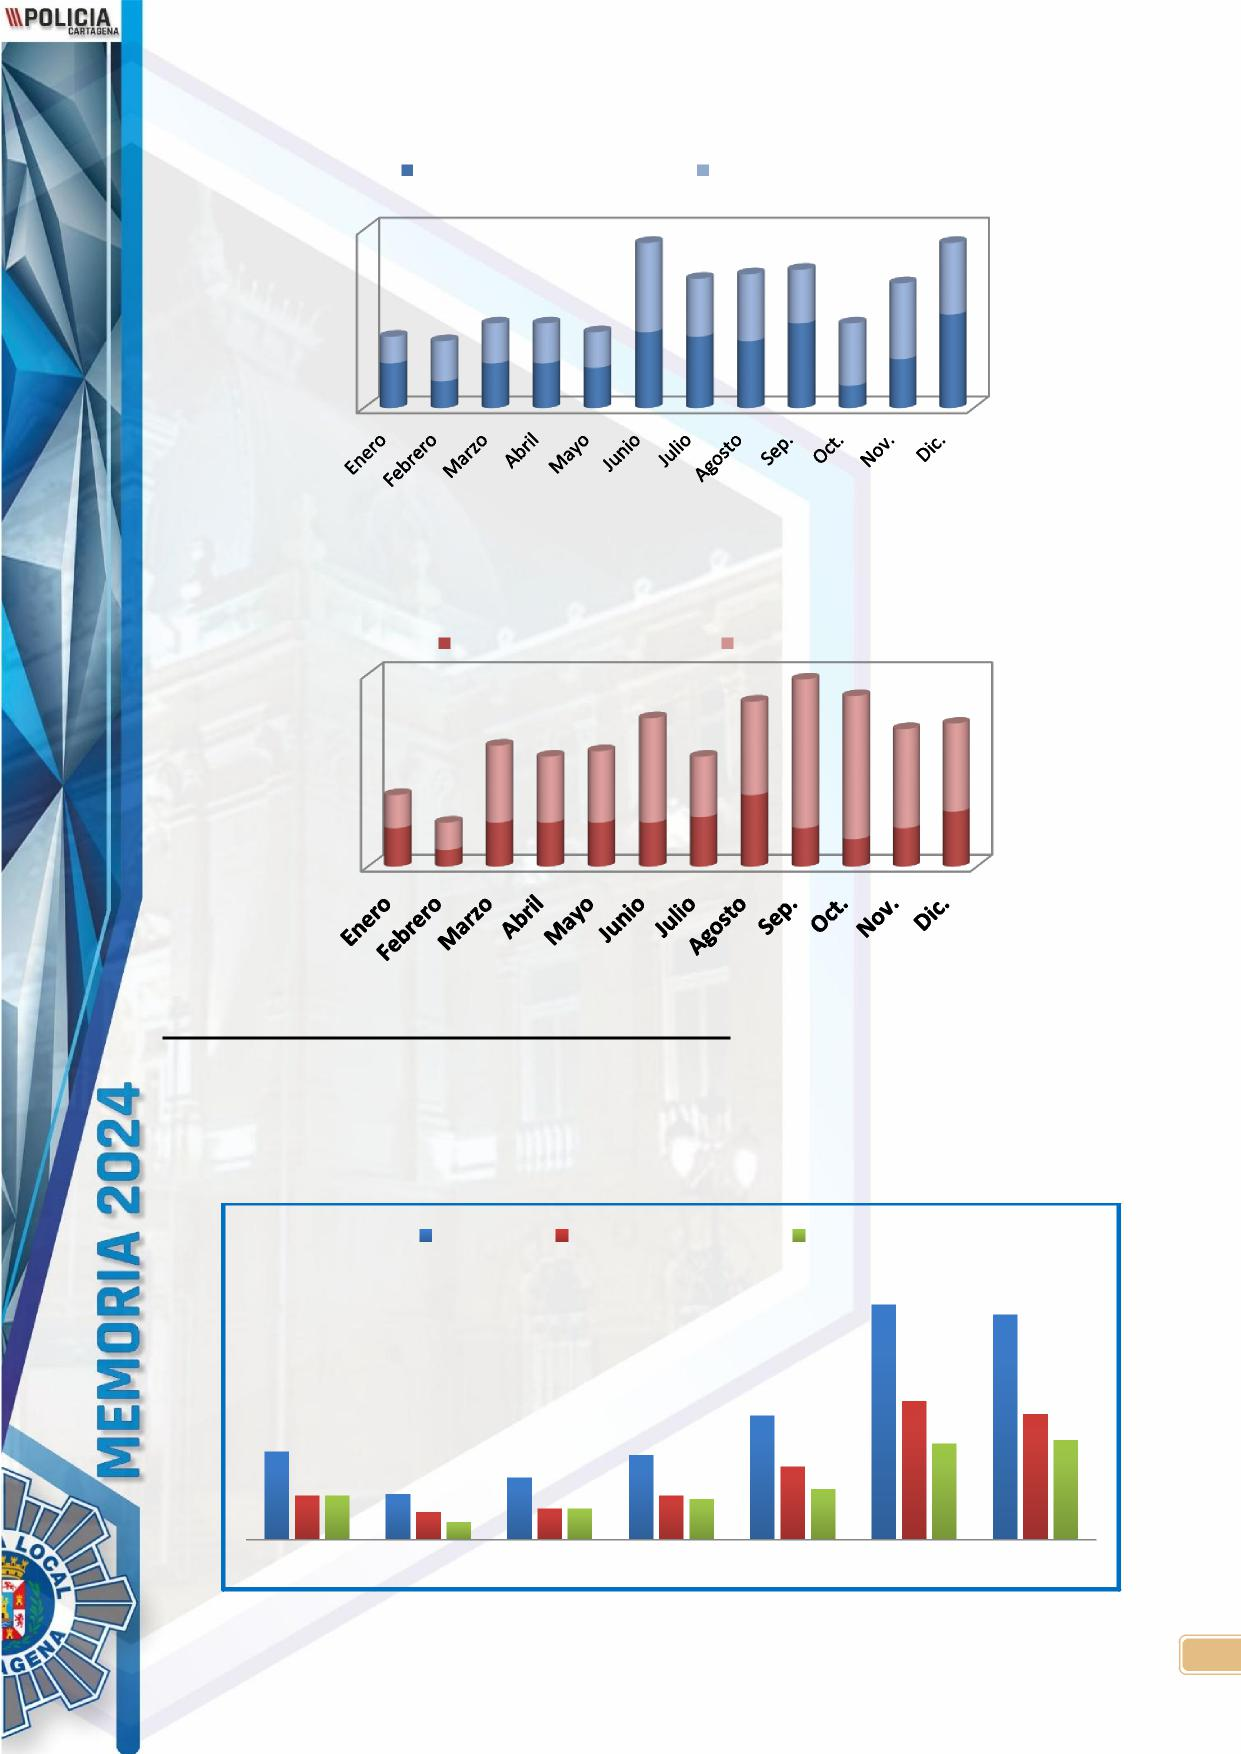 POLICIA
CARTAGENA
Enero
Febrero
Marzo
Abril
Mayo
Junio
Julio
Agosto
Sep.
Oct.
Nov.
Dic.
Enero
Febrero
Marzo
Abril
Mayo
Junio
Julio
Agosto
Sep.
Oct.
Nov.
Dic.
MEMORIA 2024
A LOCAL
AGENA